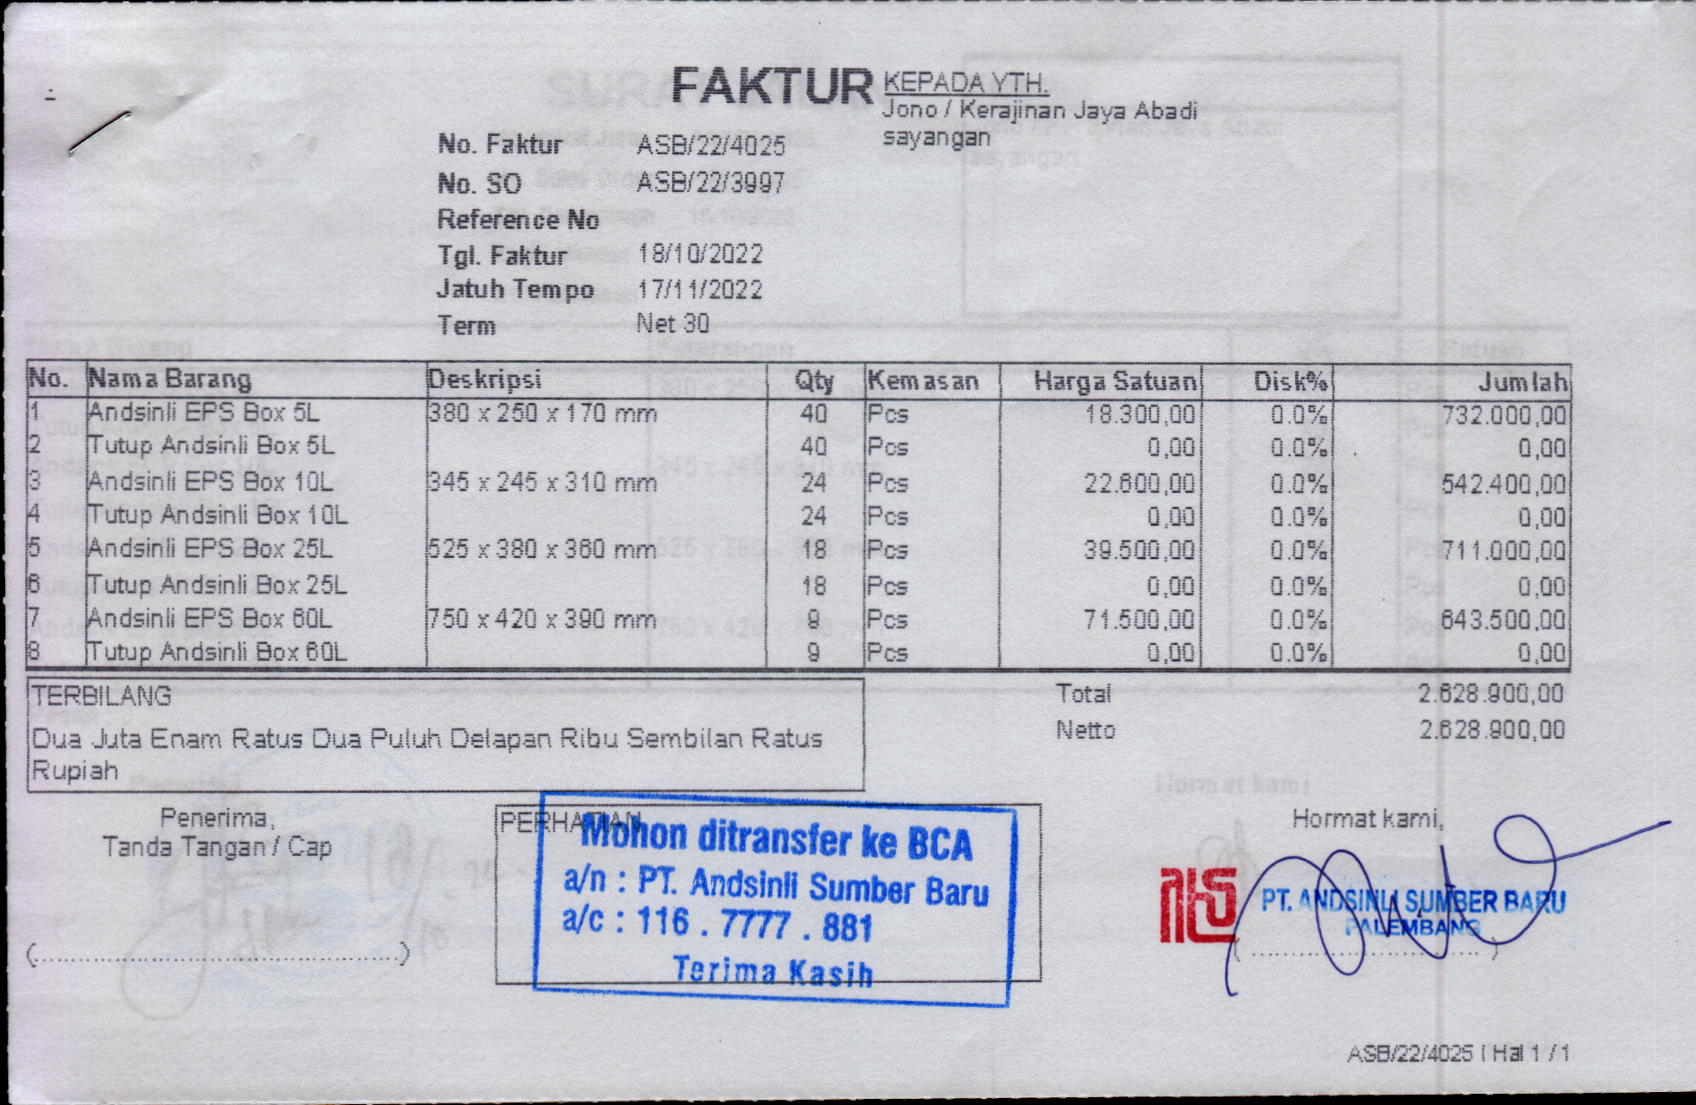 FAKTUR
KEPADA YTH.
Jono / Kerajinan Jaya Abadi
sayangan
No. Faktur ASB/22/4025
No. SO ASB/22/3997
Reference No
Tgl. Faktur 18/10/2022
Jatuh Tempo 17/11/2022
Term Net 30
No. Nama Barang Deskripsi Qty Kemasan Harga Satuan Disk% Jumlah
1 Andsinli EPS Box 5L 380 x 250 x 170 mm 40 Pcs 18.300,00 0.0% 732.000,00
2 Tutup Andsinli Box 5L 40 Pcs 0,00 0.0% 0,00
3 Andsinli EPS Box 10L 345 x 245 x 310 mm 24 Pcs 22.600,00 0.0% 542.400,00
4 Tutup Andsinli Box 10L 24 Pcs 0,00 0.0% 0,00
5 Andsinli EPS Box 25L 525 x 380 x 360 mm 18 Pcs 39.500,00 0.0% 711.000,00
6 Tutup Andsinli Box 25L 18 Pcs 0,00 0.0% 0,00
7 Andsinli EPS Box 60L 750 x 420 x 390 mm 9 Pcs 71.500,00 0.0% 643.500,00
8 Tutup Andsinli Box 60L 9 Pcs 0,00 0.0% 0,00
TERBILANG
Dua Juta Enam Ratus Dua Puluh Delapan Ribu Sembilan Ratus
Rupiah
Total 2.628.900,00
Netto 2.628.900,00
Penerima,
Tanda Tangan / Cap
(..................................................)
PERHATIAN
Mohon ditransfer ke BCA
a/n : PT. Andsinli Sumber Baru
a/c : 116 . 7777 . 881
Terima Kasih
Hormat kami,
PT. ANDSINLI SUMBER BARU
PALEMBANG
(................................)
ASB/22/4025 | Hal 1 / 1